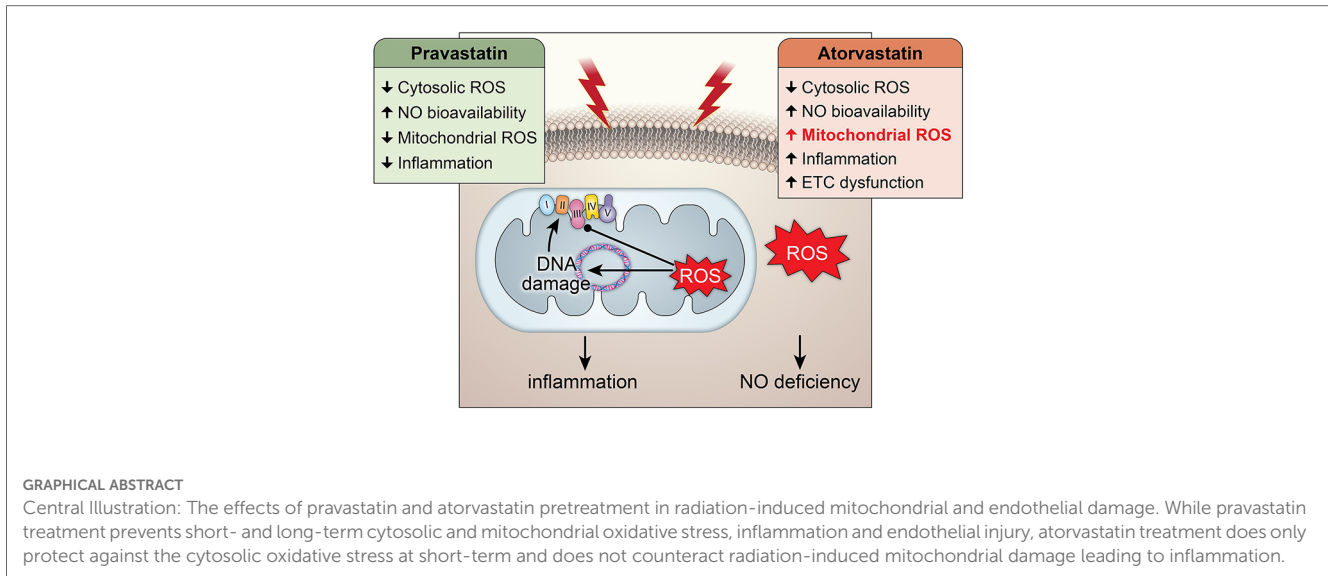 Pravastatin
↓ Cytosolic ROS
↑ NO bioavailability
↓ Mitochondrial ROS
↓ Inflammation
Atorvastatin
↓ Cytosolic ROS
↑ NO bioavailability
↑ Mitochondrial ROS
↑ Inflammation
↑ ETC dysfunction
I II III IV V
DNA
damage
ROS
ROS
inflammation
NO deficiency
GRAPHICAL ABSTRACT
Central Illustration: The effects of pravastatin and atorvastatin pretreatment in radiation-induced mitochondrial and endothelial damage. While pravastatin
treatment prevents short- and long-term cytosolic and mitochondrial oxidative stress, inflammation and endothelial injury, atorvastatin treatment does only
protect against the cytosolic oxidative stress at short-term and does not counteract radiation-induced mitochondrial damage leading to inflammation.